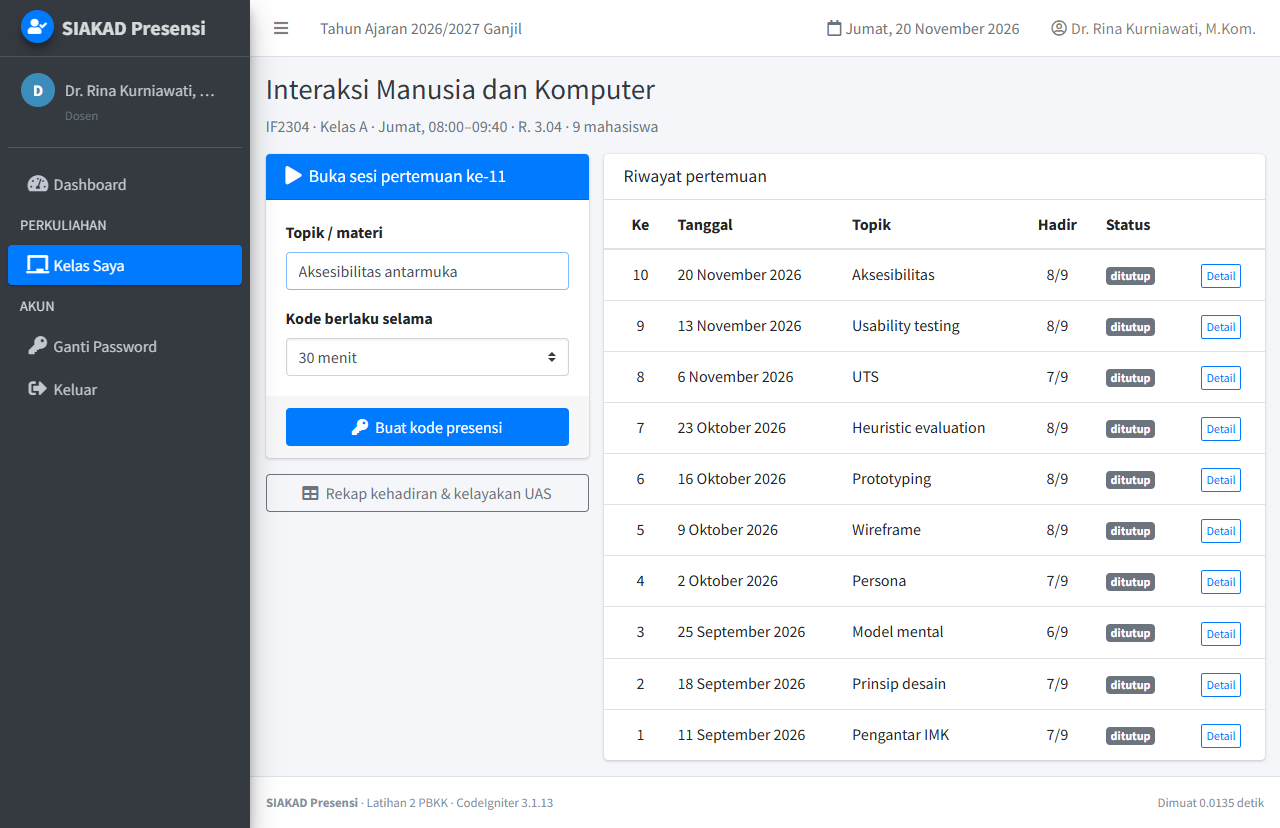 SIAKAD Presensi
Dr. Rina Kurniawati, ...
Dosen
Dashboard
PERKULIAHAN
Kelas Saya
AKUN
Ganti Password
Keluar
Tahun Ajaran 2026/2027 Ganjil
Jumat, 20 November 2026
Dr. Rina Kurniawati, M.Kom.
Interaksi Manusia dan Komputer
IF2304 · Kelas A · Jumat, 08:00–09:40 · R. 3.04 · 9 mahasiswa
Buka sesi pertemuan ke-11
Topik / materi
Aksesibilitas antarmuka
Kode berlaku selama
30 menit
Buat kode presensi
Rekap kehadiran & kelayakan UAS
Riwayat pertemuan
Ke Tanggal Topik Hadir Status
10 20 November 2026 Aksesibilitas 8/9 ditutup Detail
9 13 November 2026 Usability testing 8/9 ditutup Detail
8 6 November 2026 UTS 7/9 ditutup Detail
7 23 Oktober 2026 Heuristic evaluation 8/9 ditutup Detail
6 16 Oktober 2026 Prototyping 8/9 ditutup Detail
5 9 Oktober 2026 Wireframe 8/9 ditutup Detail
4 2 Oktober 2026 Persona 7/9 ditutup Detail
3 25 September 2026 Model mental 6/9 ditutup Detail
2 18 September 2026 Prinsip desain 7/9 ditutup Detail
1 11 September 2026 Pengantar IMK 7/9 ditutup Detail
SIAKAD Presensi · Latihan 2 PBKK · CodeIgniter 3.1.13
Dimuat 0.0135 detik